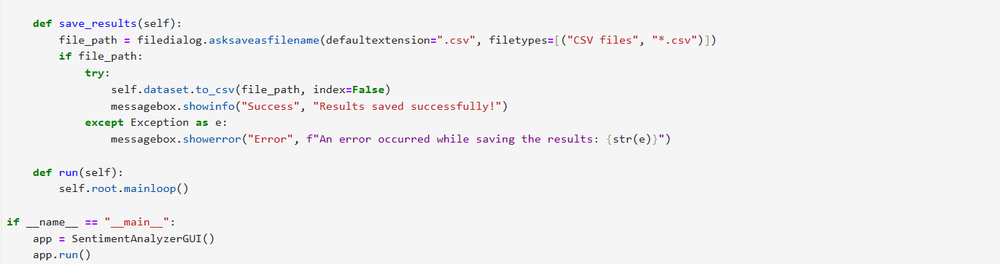 def save_results(self):
        file_path = filedialog.asksaveasfilename(defaultextension=".csv", filetypes=[("CSV files", "*.csv")])
        if file_path:
            try:
                self.dataset.to_csv(file_path, index=False)
                messagebox.showinfo("Success", "Results saved successfully!")
            except Exception as e:
                messagebox.showerror("Error", f"An error occurred while saving the results: {str(e)}")

    def run(self):
        self.root.mainloop()

if __name__ == "__main__":
    app = SentimentAnalyzerGUI()
    app.run()